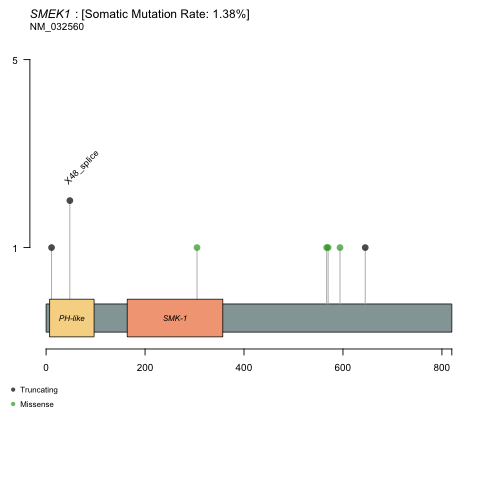 SMEK1 : [Somatic Mutation Rate: 1.38%]
NM_032560
5
X48_splice
1
PH-like
SMK-1
0
200
400
600
800
Truncating
Missense